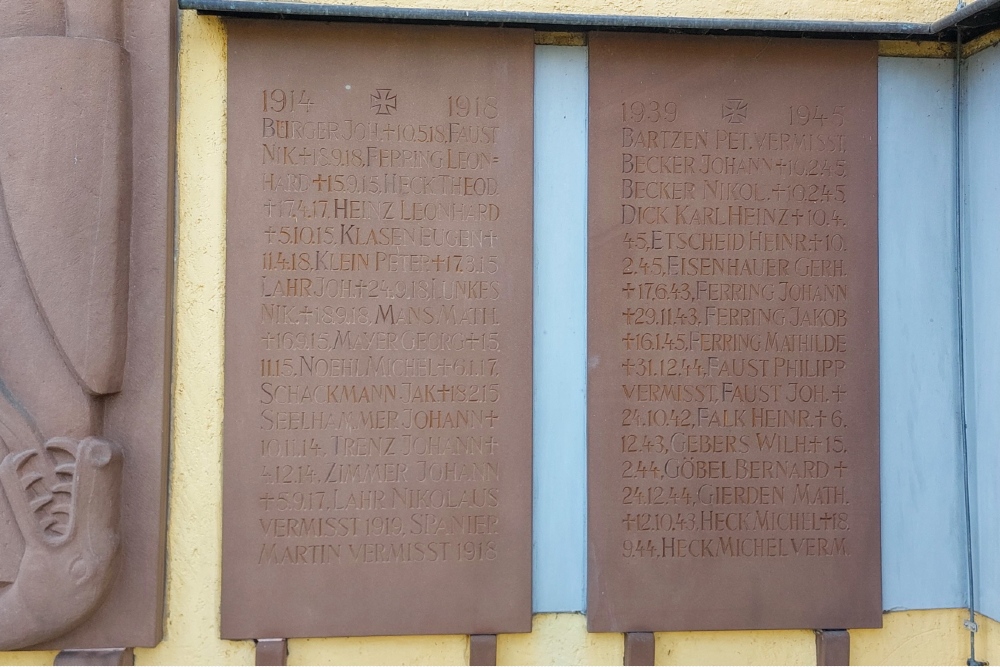 1914 1918
BÜRGER JOH.+10.5.18, FAUST
NIK+13.9.18, FERRING LEON=
HARD +15.9.15, HECK THEOD.
+17.4.17, HEINZ LEONHARD
+5.10.15. KLASEN EUGEN+
11.4.18. KLEIN PETER+17.3.15
LAHR JOH.+24.9.18, LUNKES
NIK.+18.9.18, MANS. MATH.
+16.9.15, MAYER GEORG+15.
11.15. NOEHL MICHEL+6.1.17.
SCHACKMANN JAK+18.2.15
SEELHAMMER JOHANN+
10.11.14. TRENZ JOHANN+
4.12.14. ZIMMER JOHANN
+5.9.17, LAHR NIKOLAUS
VERMISST 1919. SPANIER
MARTIN VERMISST 1918
1939 1945
BARTZEN PET. VERMISST,
BECKER JOHANN+10.2.45,
BECKER NIKOL.+10.2.45,
DICK KARL HEINZ+10.4.
45, ETSCHEID HEINR+10.
2.45, EISENHAUER GERH.
+17.6.43, FERRING JOHANN
+29.11.43, FERRING JAKOB
+16.1.45. FERRING MATHILDE
+31.12.44, FAUST PHILIPP
VERMISST, FAUST JOH.+
24.10.42, FALK HEINR.+6.
12.43, GEBERS WILH+15.
2.44, GÖBEL BERNARD+
24.12.44, GIERDEN MATH.
+12.10.43, HECK MICHEL+18.
9.44. HECK, MICHEL VERM.